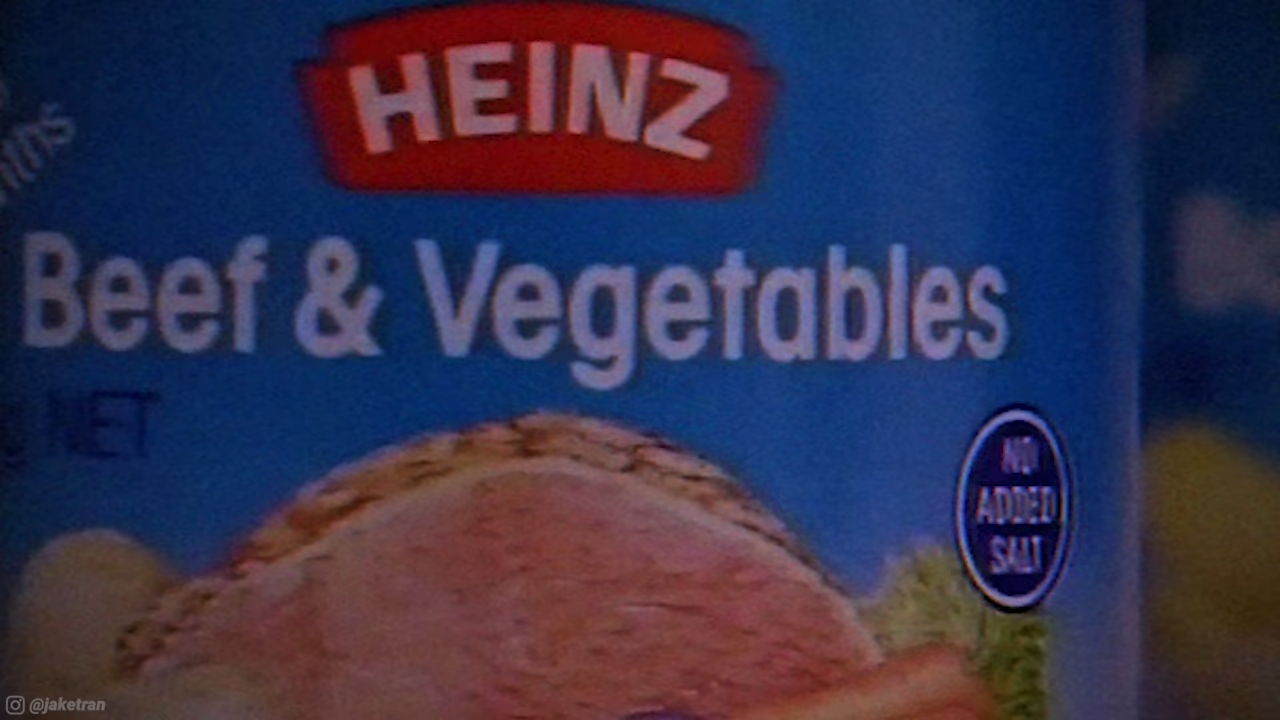 HEINZ
Beef & Vegetables
NET
NO
ADDED
SALT
@jaketran